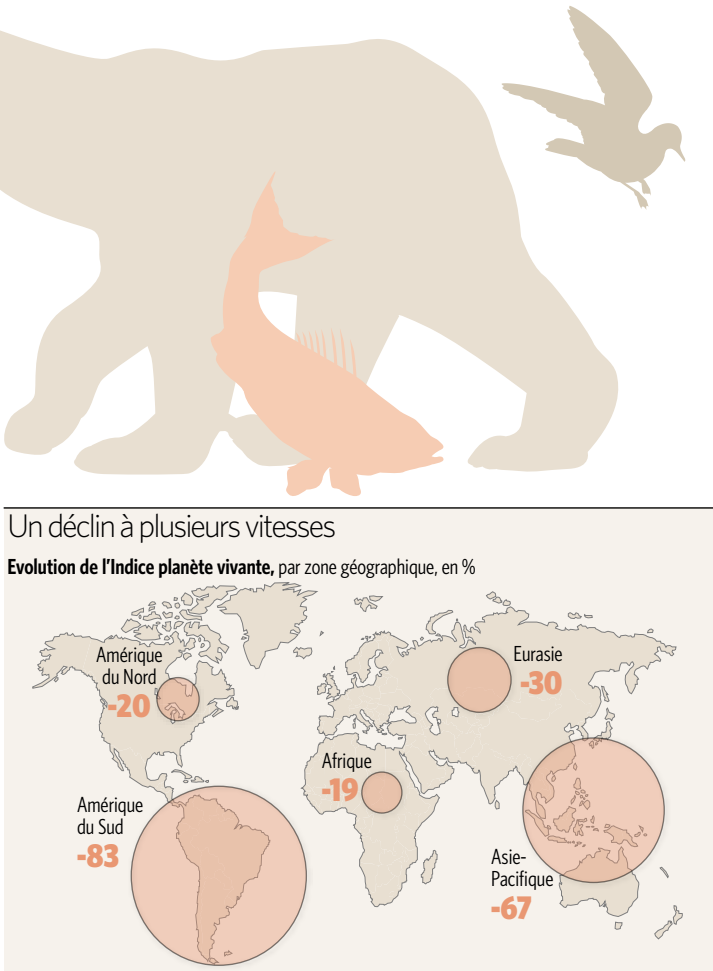 Un déclin à plusieurs vitesses
Evolution de l'Indice planète vivante, par zone géographique, en %
Amérique
du Nord
-20
Eurasie
-30
Afrique
-19
Amérique
du Sud
-83
Asie-
Pacifique
-67